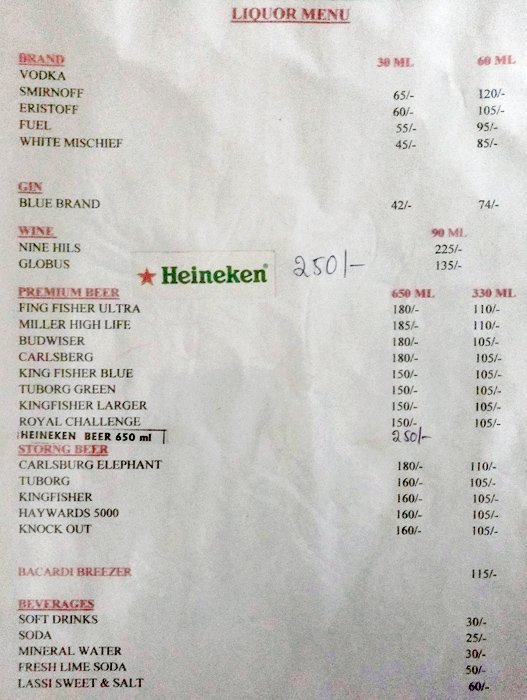 LIQUOR MENU
BRAND 30 ML 60 ML
VODKA
SMIRNOFF 65/- 120/-
ERISTOFF 60/- 105/-
FUEL 55/- 95/-
WHITE MISCHIEF 45/- 85/-
GIN
BLUE BRAND 42/- 74/-
WINE 90 ML
NINE HILS 225/-
GLOBUS 135/-
Heineken 250/-
PREMIUM BEER 650 ML 330 ML
FING FISHER ULTRA 180/- 110/-
MILLER HIGH LIFE 185/- 110/-
BUDWISER 180/- 105/-
CARLSBERG 180/- 105/-
KING FISHER BLUE 150/- 105/-
TUBORG GREEN 150/- 105/-
KINGFISHER LARGER 150/- 105/-
ROYAL CHALLENGE 150/- 105/-
HEINEKEN BEER 650 ml 250/-
STORNG BEER
CARLSBURG ELEPHANT 180/- 110/-
TUBORG 160/- 105/-
KINGFISHER 160/- 105/-
HAYWARDS 5000 160/- 105/-
KNOCK OUT 160/- 105/-
BACARDI BREEZER 115/-
BEVERAGES
SOFT DRINKS 30/-
SODA 25/-
MINERAL WATER 30/-
FRESH LIME SODA 50/-
LASSI SWEET & SALT 60/-